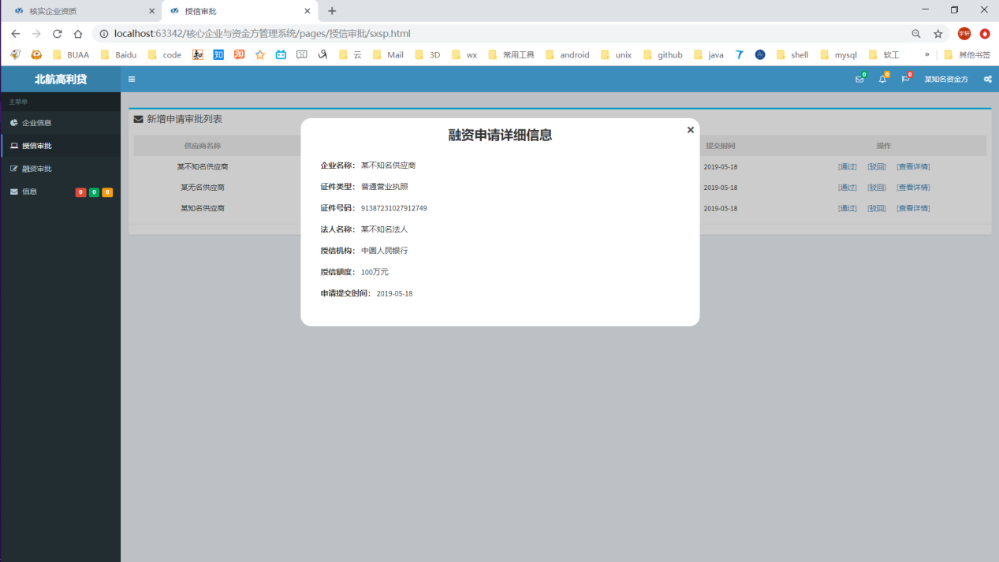 核实企业资质
授信审批
localhost:63342/核心企业与资金方管理系统/pages/授信审批/sxsp.html
宇轩
BUAA Baidu code 知 淘 云 Mail 3D wx 常用工具 android unix github java shell mysql 软工 » 其他书签
北航高利贷
0 0 0 某知名资金方
主菜单
企业信息
授信审批
融资审批
信息 0 0 0
新增申请审批列表
供应商名称 提交时间 操作
某不知名供应商 2019-05-18 [通过] [驳回] [查看详情]
某无名供应商 2019-05-18 [通过] [驳回] [查看详情]
某知名供应商 2019-05-18 [通过] [驳回] [查看详情]
融资申请详细信息
×
企业名称: 某不知名供应商
证件类型: 普通营业执照
证件号码: 91387231027912749
法人名称: 某不知名法人
授信机构: 中圆人民银行
授信额度: 100万元
申请提交时间: 2019-05-18